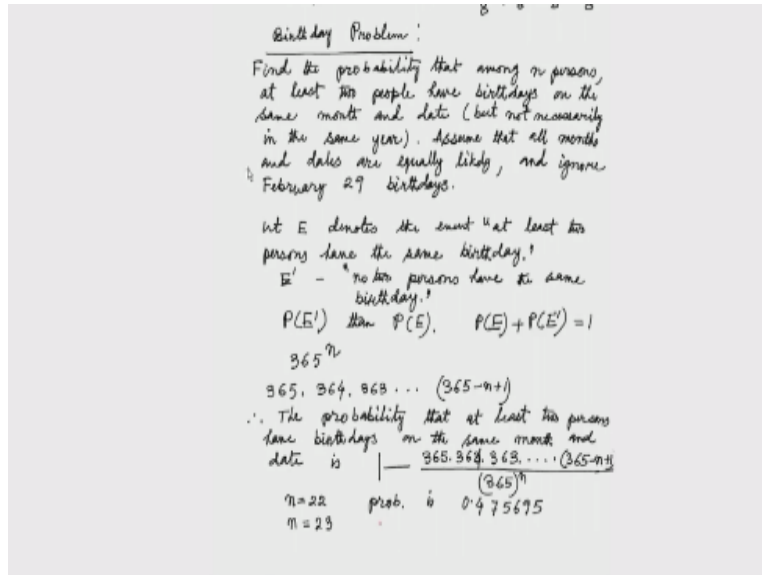 Birthday Problem :
Find the probability that among n persons,
at least two people have birthdays on the
same month and date (but not necessarily
in the same year). Assume that all months
and dates are equally likely, and ignore
February 29 birthdays.
Let E denotes the event "at least two
persons have the same birthday."
E' - "no two persons have the same
birthday."
P(E') than P(E). P(E) + P(E') = 1
365^n
365, 364, 363 ... (365-n+1)
∴ The probability that at least two persons
have birthdays on the same month and
date is 1 - 365.364.363.....(365-n+1)
(365)^n
n=22 prob. is 0.475695
n=23